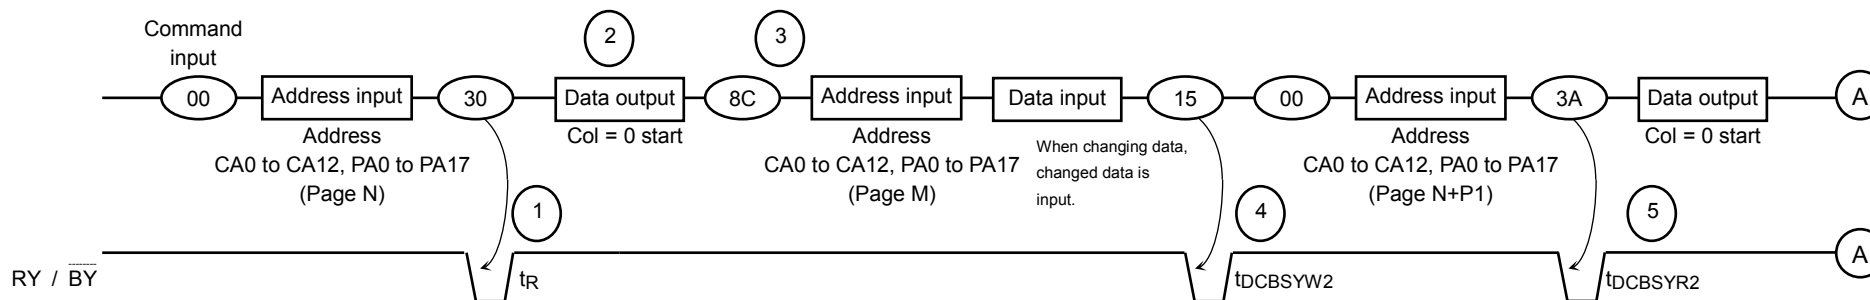 Command
input
2
3
00
Address input
30
Data output
8C
Address input
Data input
15
00
Address input
3A
Data output
A
Address
CA0 to CA12, PA0 to PA17
(Page N)
Col = 0 start
Address
CA0 to CA12, PA0 to PA17
(Page M)
When changing data,
changed data is
input.
Address
CA0 to CA12, PA0 to PA17
(Page N+P1)
Col = 0 start
1
4
5
RY / BY
tR
tDCBSYW2
tDCBSYR2
A